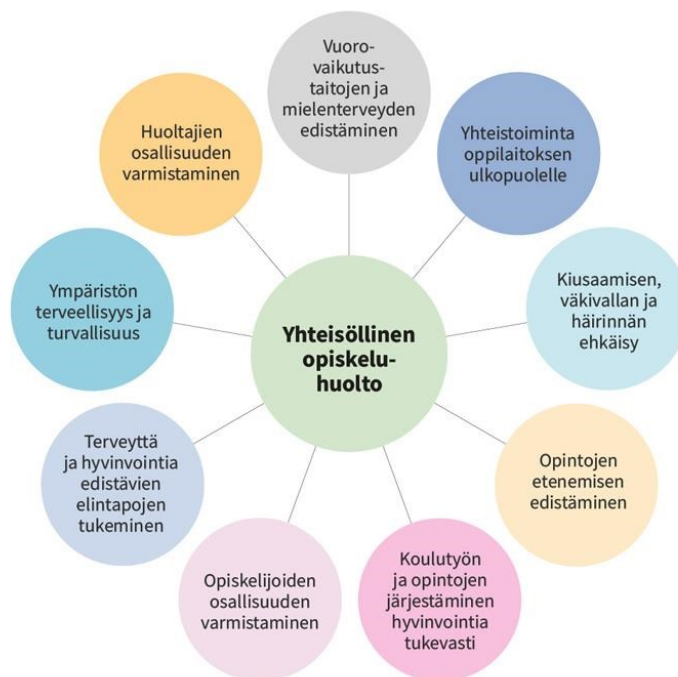 Vuoro-
vaikutus-
taitojen ja
mielenterveyden
edistäminen
Yhteistoiminta
oppilaitoksen
ulkopuolelle
Kiusaamisen,
väkivallan ja
häirinnän
ehkäisy
Opintojen
etenemisen
edistäminen
Koulutyön
ja opintojen
järjestäminen
hyvinvointia
tukevasti
Opiskelijoiden
osallisuuden
varmistaminen
Terveyttä
ja hyvinvointia
edistävien
elintapojen
tukeminen
Ympäristön
terveellisyys ja
turvallisuus
Huoltajien
osallisuuden
varmistaminen
Yhteisöllinen
opiskelu-
huolto